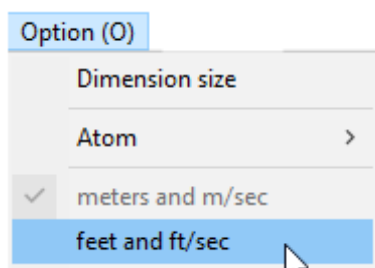 Option (O)
Dimension size
Atom
meters and m/sec
feet and ft/sec